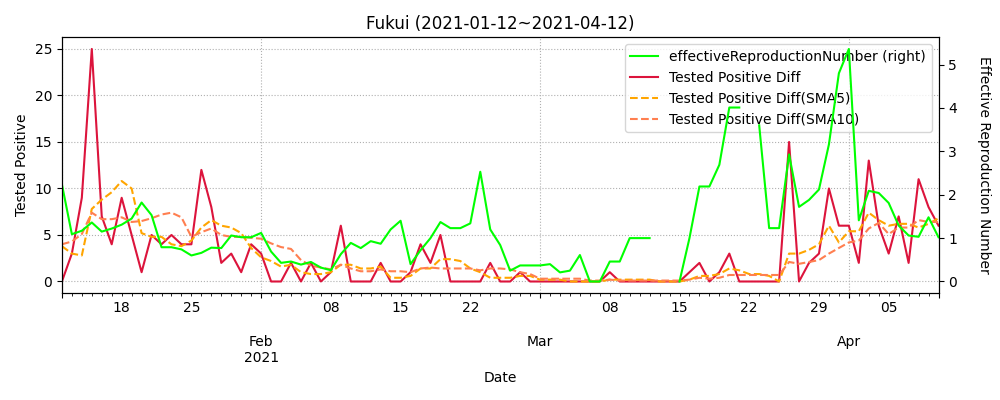 Fukui (2021-01-12~2021-04-12)
effectiveReproductionNumber (right)
Tested Positive Diff
Tested Positive Diff(SMA5)
Tested Positive Diff(SMA10)
Tested Positive
25
20
15
10
5
0
Effective Reproduction Number
5
4
3
2
1
0
18 25 08 15 22 08 15 22 29 05
Feb Mar Apr
2021
Date